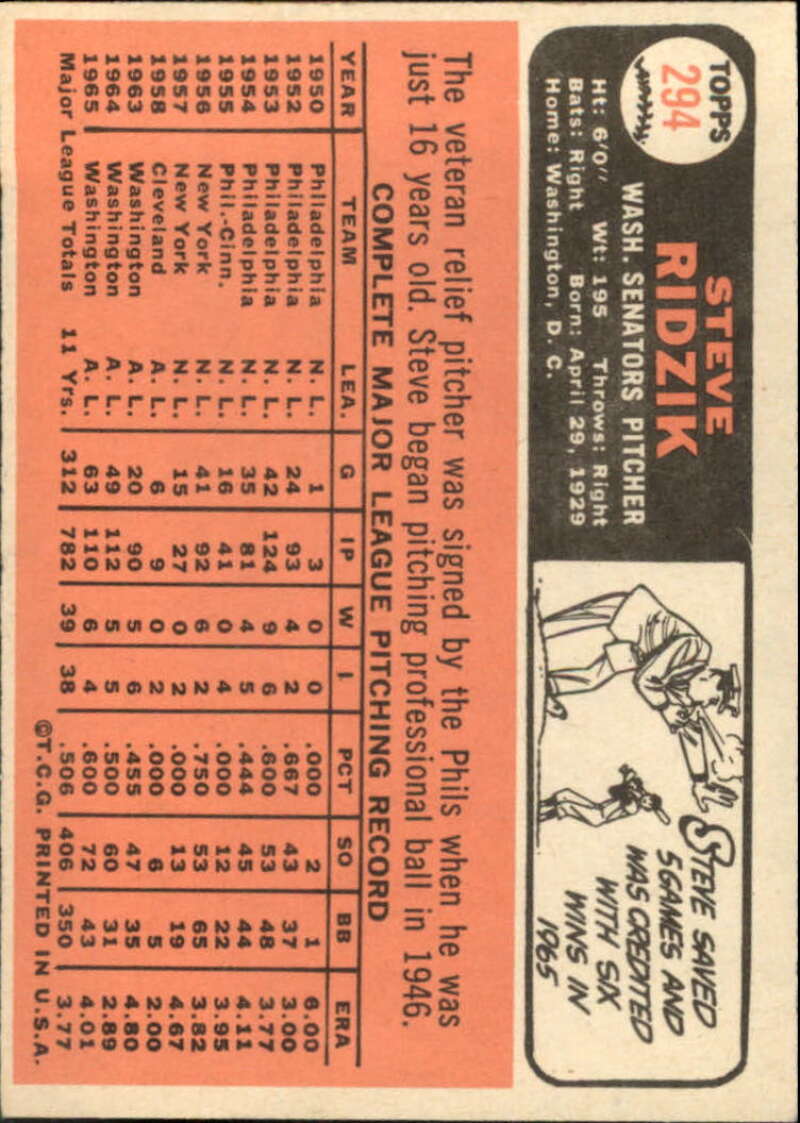 TOPPS
294
STEVE
RIDZIK
WASH. SENATORS PITCHER
Ht: 6'0" Wt: 195 Throws: Right
Bats: Right Born: April 29, 1929
Home: Washington, D. C.
STEVE SAVED
5 GAMES AND
WAS CREDITED
WITH SIX
WINS IN
1965
The veteran relief pitcher was signed by the Phils when he was
just 16 years old. Steve began pitching professional ball in 1946.
COMPLETE MAJOR LEAGUE PITCHING RECORD
YEAR TEAM LEA. G IP W L PCT SO BB ERA
1950 Philadelphia N. L. 1 3 0 0 .000 2 1 6.00
1952 Philadelphia N. L. 24 93 4 2 .667 43 37 3.00
1953 Philadelphia N. L. 42 124 9 6 .600 53 48 3.77
1954 Philadelphia N. L. 35 81 4 5 .444 45 44 4.11
1955 Phil.-Cinn. N. L. 16 41 0 4 .000 12 22 3.95
1956 New York N. L. 41 92 6 2 .750 53 65 3.82
1957 New York N. L. 15 27 0 2 .000 13 19 4.67
1958 Cleveland A. L. 6 9 0 2 .000 6 5 2.00
1963 Washington A. L. 20 90 5 6 .455 47 35 4.80
1964 Washington A. L. 49 112 5 5 .500 60 31 2.89
1965 Washington A. L. 63 110 6 4 .600 72 43 4.01
Major League Totals 11 Yrs. 312 782 39 38 .506 406 350 3.77
©T.C.G. PRINTED IN U.S.A.